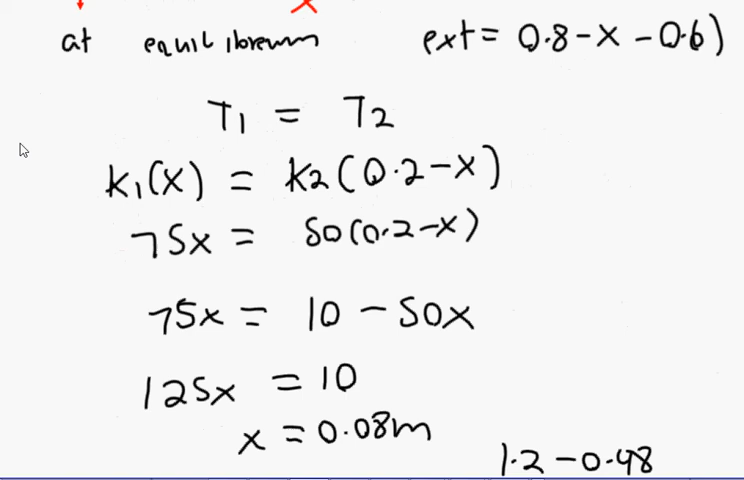 x
at equilibreum ext = 0.8 - x - 0.6)
T1 = T2
k1(x) = k2(0.2 - x)
75x = 50(0.2 - x)
75x = 10 - 50x
125x = 10
x = 0.08m
1.2 - 0.48